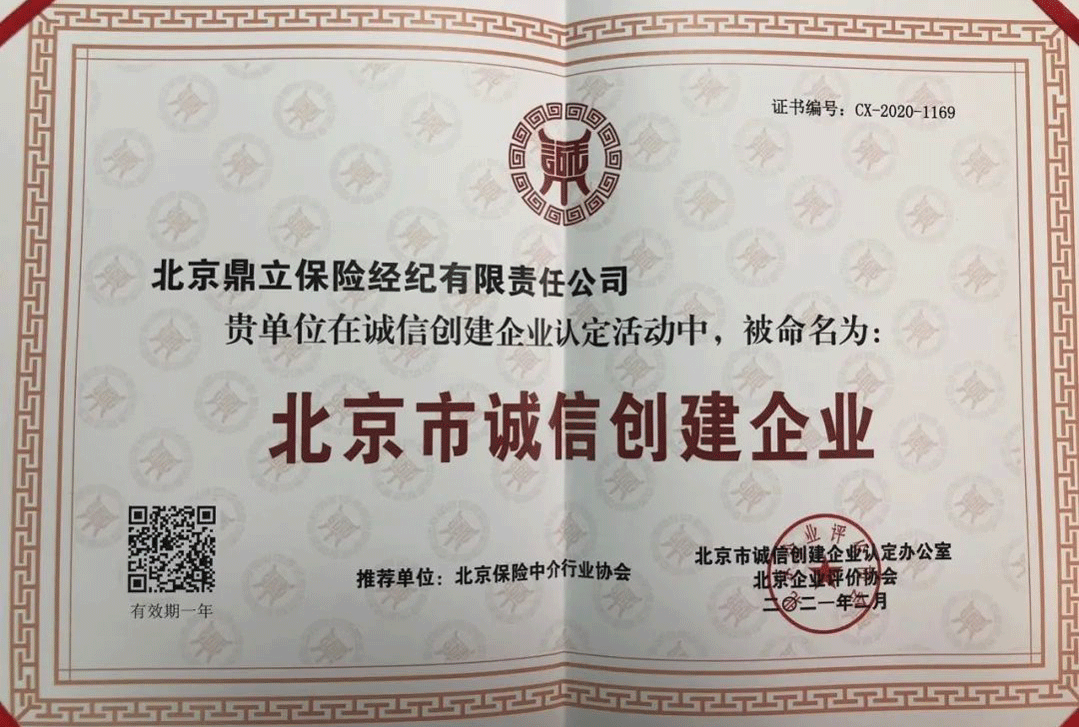 证书编号：CX-2020-1169
誠
北京鼎立保险经纪有限责任公司
贵单位在诚信创建企业认定活动中，被命名为：
北京市诚信创建企业
有效期一年
推荐单位：北京保险中介行业协会
北京市诚信创建企业认定办公室
北京企业评价协会
二〇二一年二月